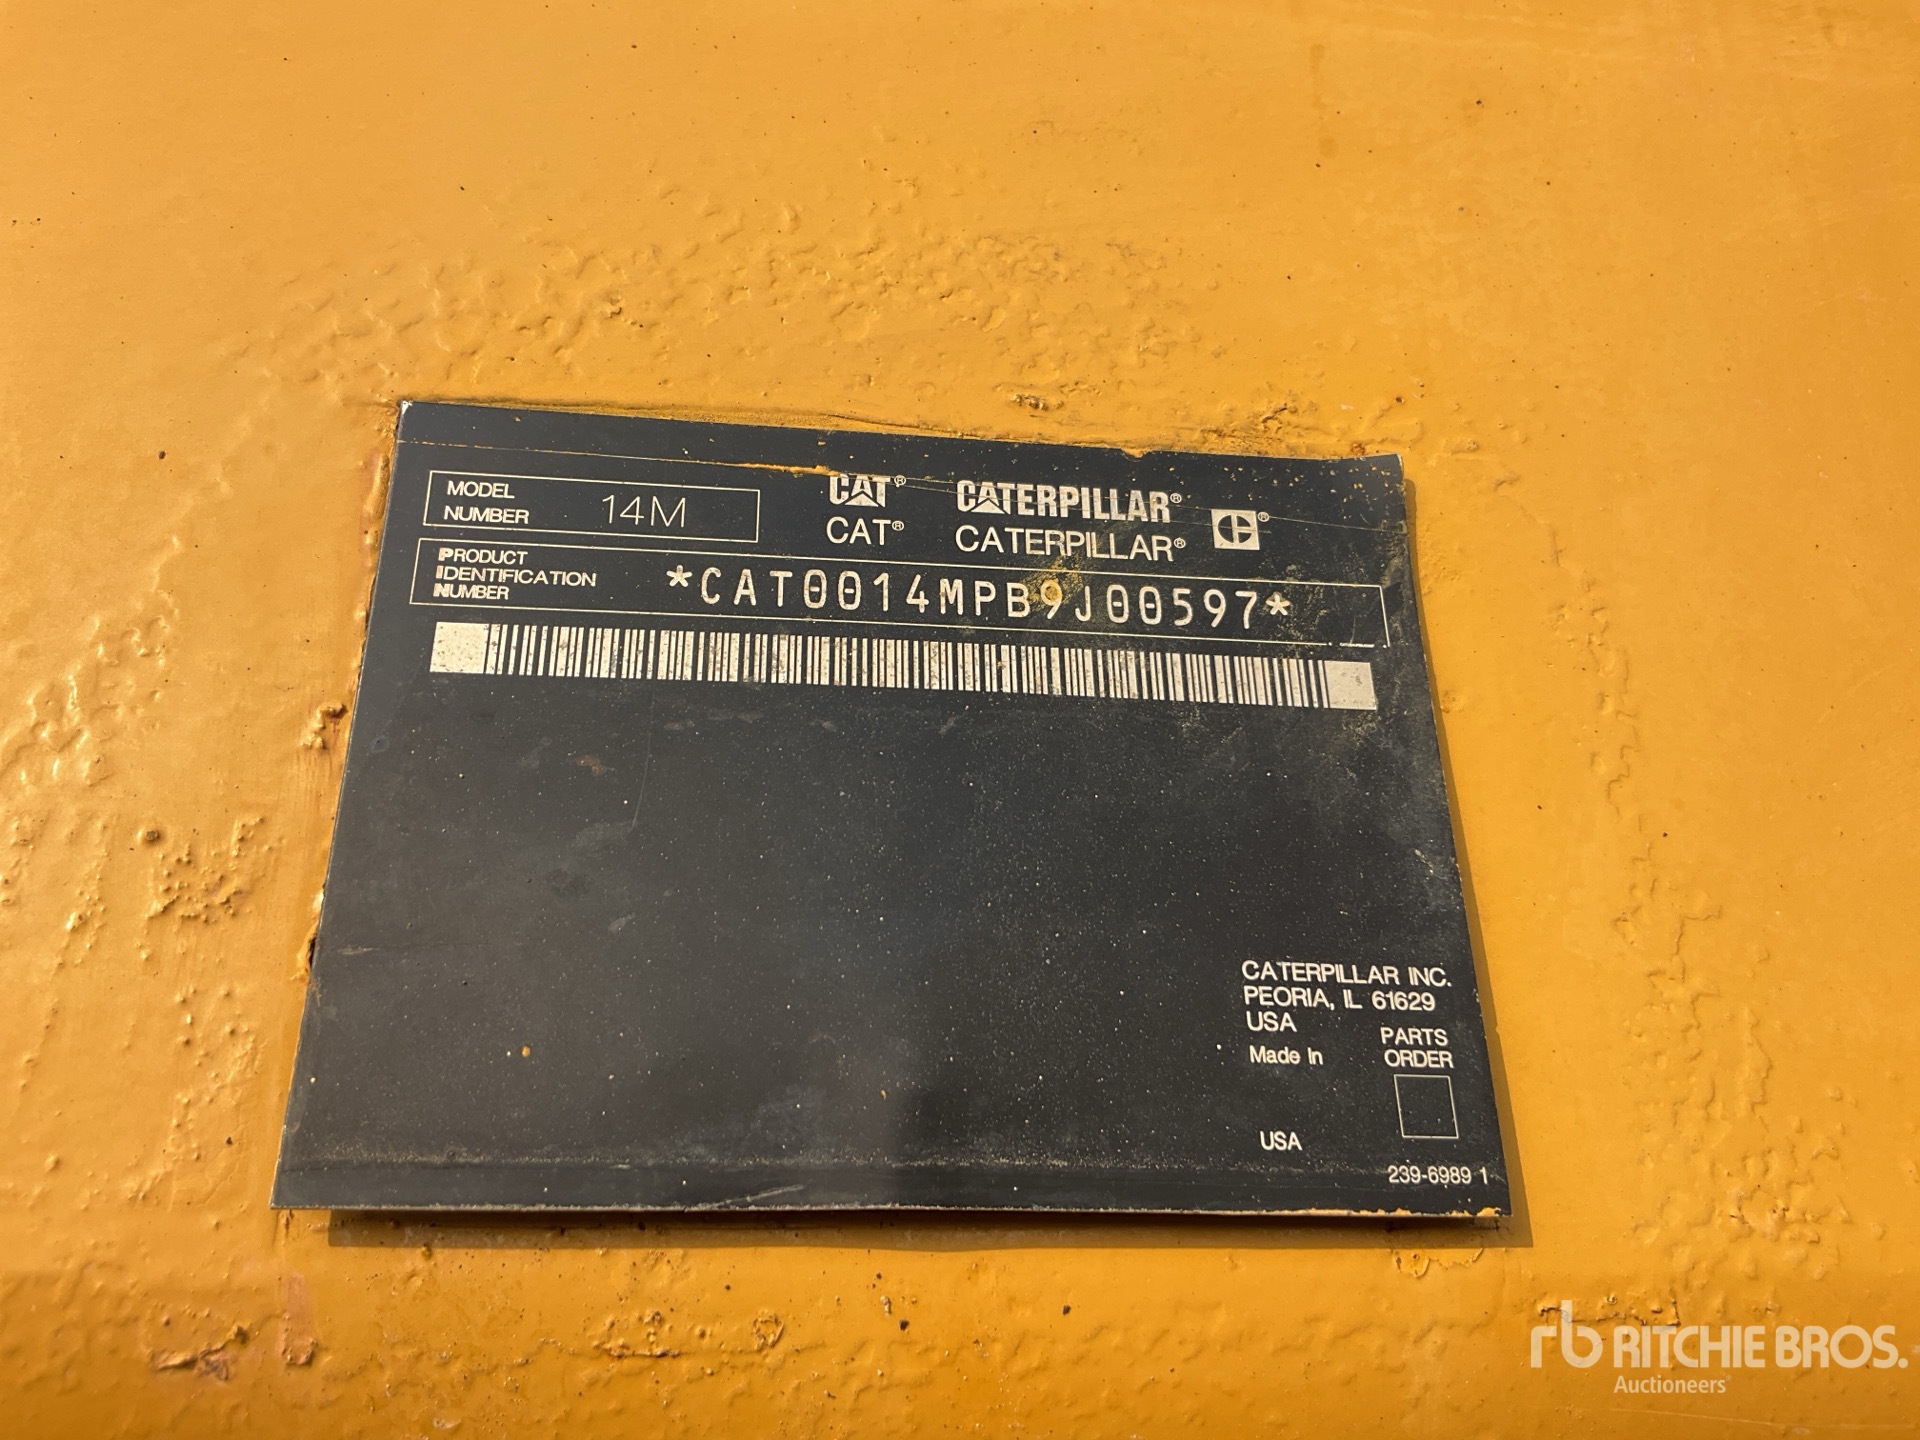 MODEL NUMBER 14M
CAT® CATERPILLAR®
CAT® CATERPILLAR®
PRODUCT IDENTIFICATION NUMBER *CAT0014MPB9J00597*
CATERPILLAR INC.
PEORIA, IL 61629
USA
PARTS ORDER
Made In
USA
239-6989 1
rb RITCHIE BROS.
Auctioneers